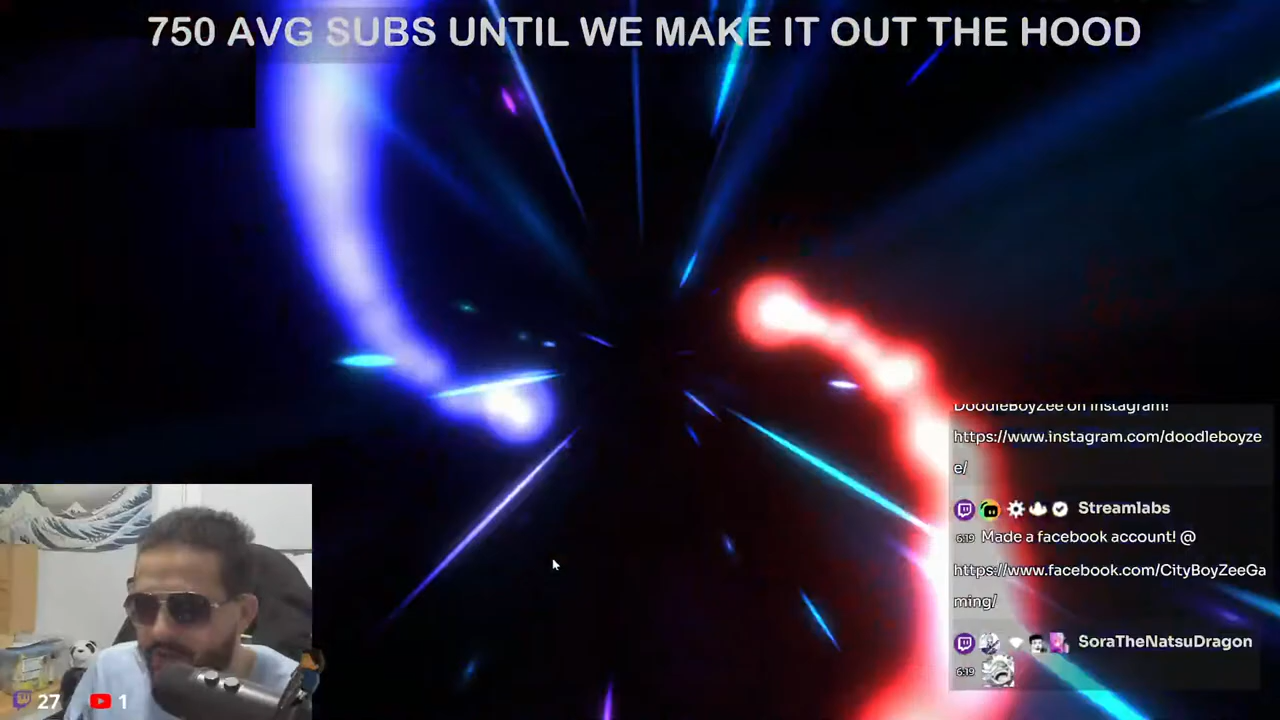 750 AVG SUBS UNTIL WE MAKE IT OUT THE HOOD
DoodleBoyZee on Instagram!
https://www.instagram.com/doodleboyze
e/
Streamlabs
6:19 Made a facebook account! @
https://www.facebook.com/CityBoyZeeGa
ming/
SoraTheNatsuDragon
6:19
27 1